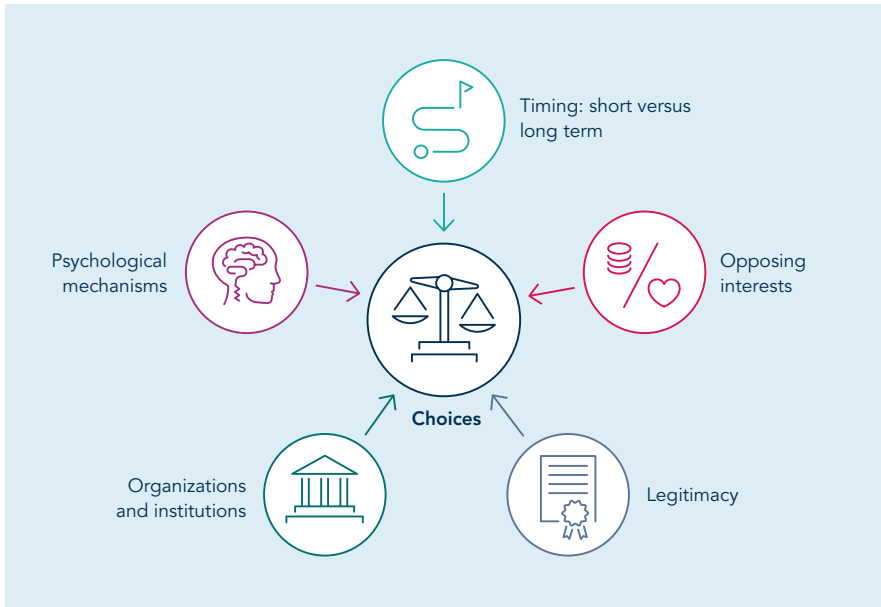 Timing: short versus
long term
Psychological
mechanisms
Opposing
interests
Choices
Organizations
and institutions
Legitimacy